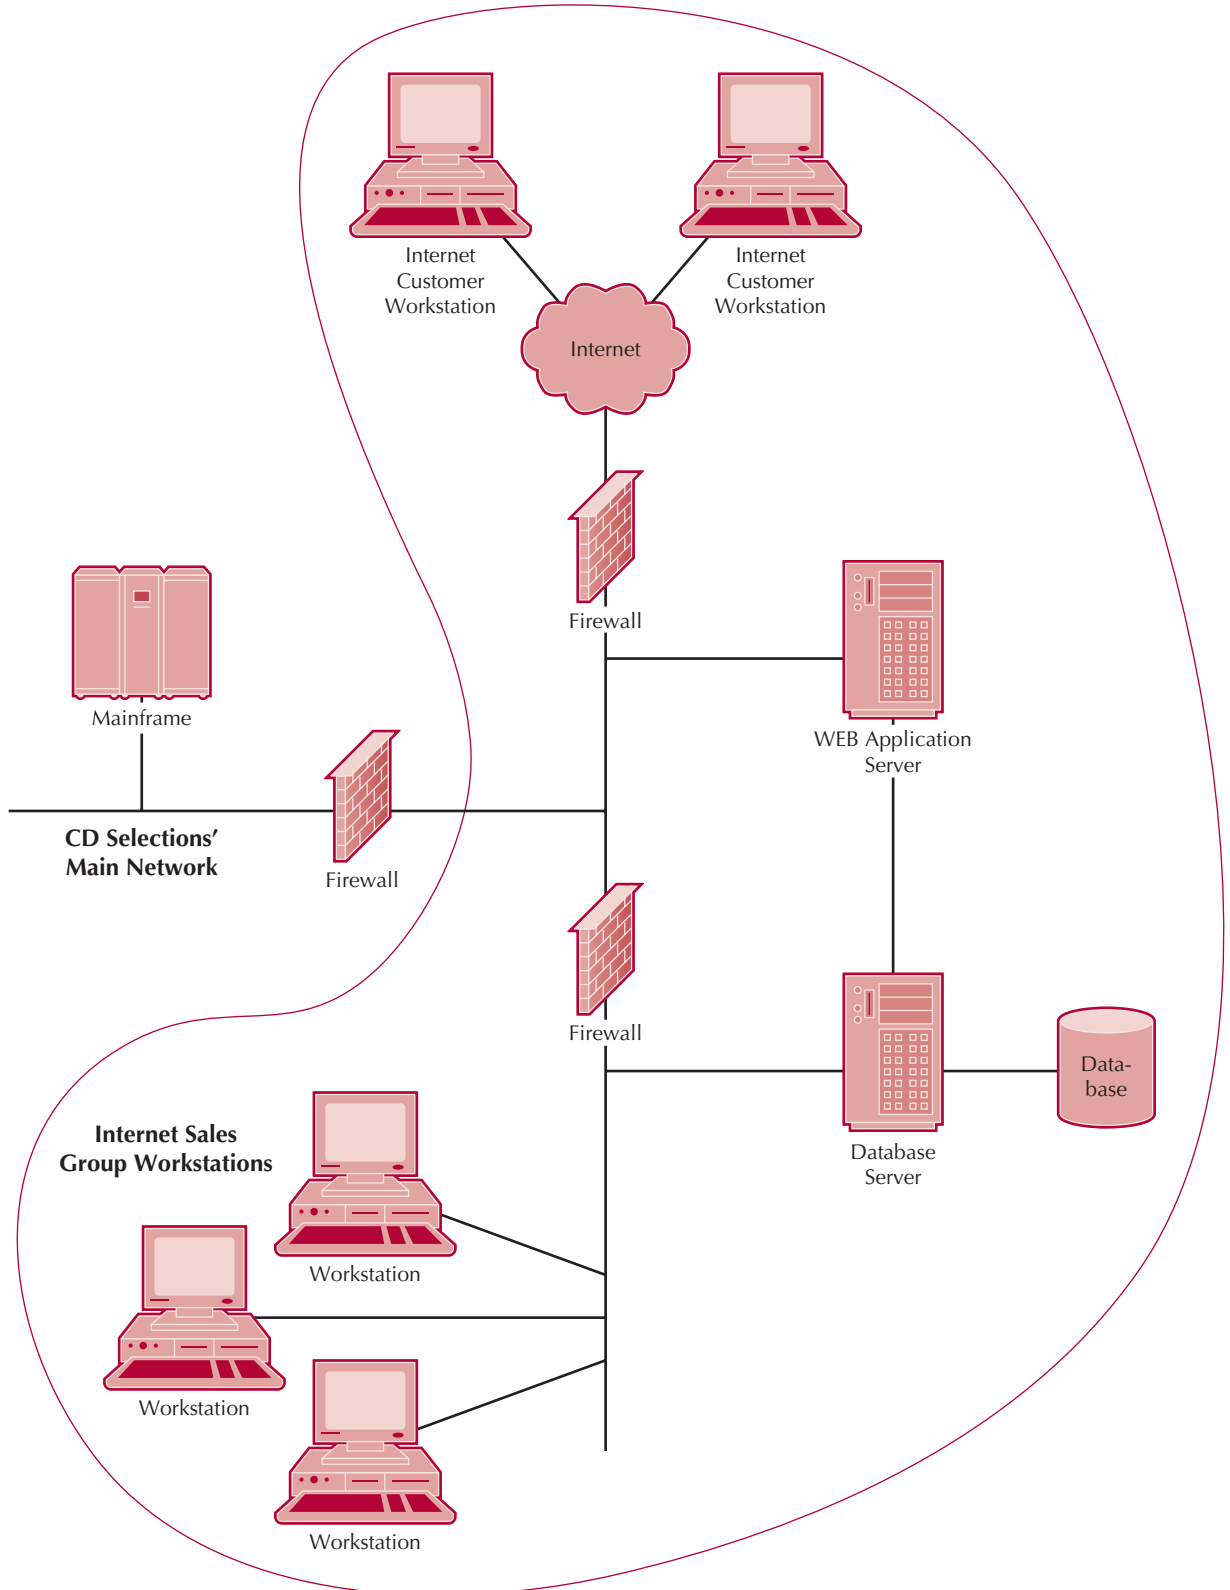 Internet
Customer
Workstation
Internet
Customer
Workstation
Internet
Firewall
Mainframe
WEB Application
Server
CD Selections’
Main Network
Firewall
Firewall
Data-
base
Internet Sales
Group Workstations
Database
Server
Workstation
Workstation
Workstation